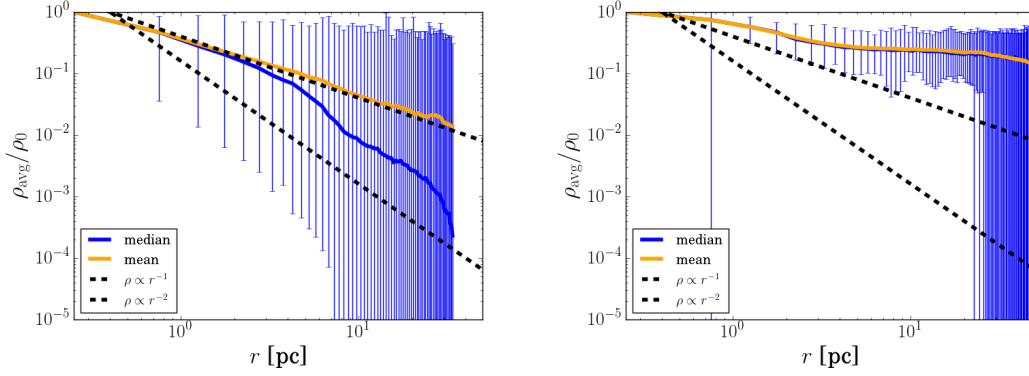 10^0
10^-1
10^-2
10^-3
10^-4
10^-5
ρ_avg/ρ_0
median
mean
ρ ∝ r^-1
ρ ∝ r^-2
10^0
10^1
r [pc]
10^0
10^-1
10^-2
10^-3
10^-4
10^-5
ρ_avg/ρ_0
median
mean
ρ ∝ r^-1
ρ ∝ r^-2
10^0
10^1
r [pc]